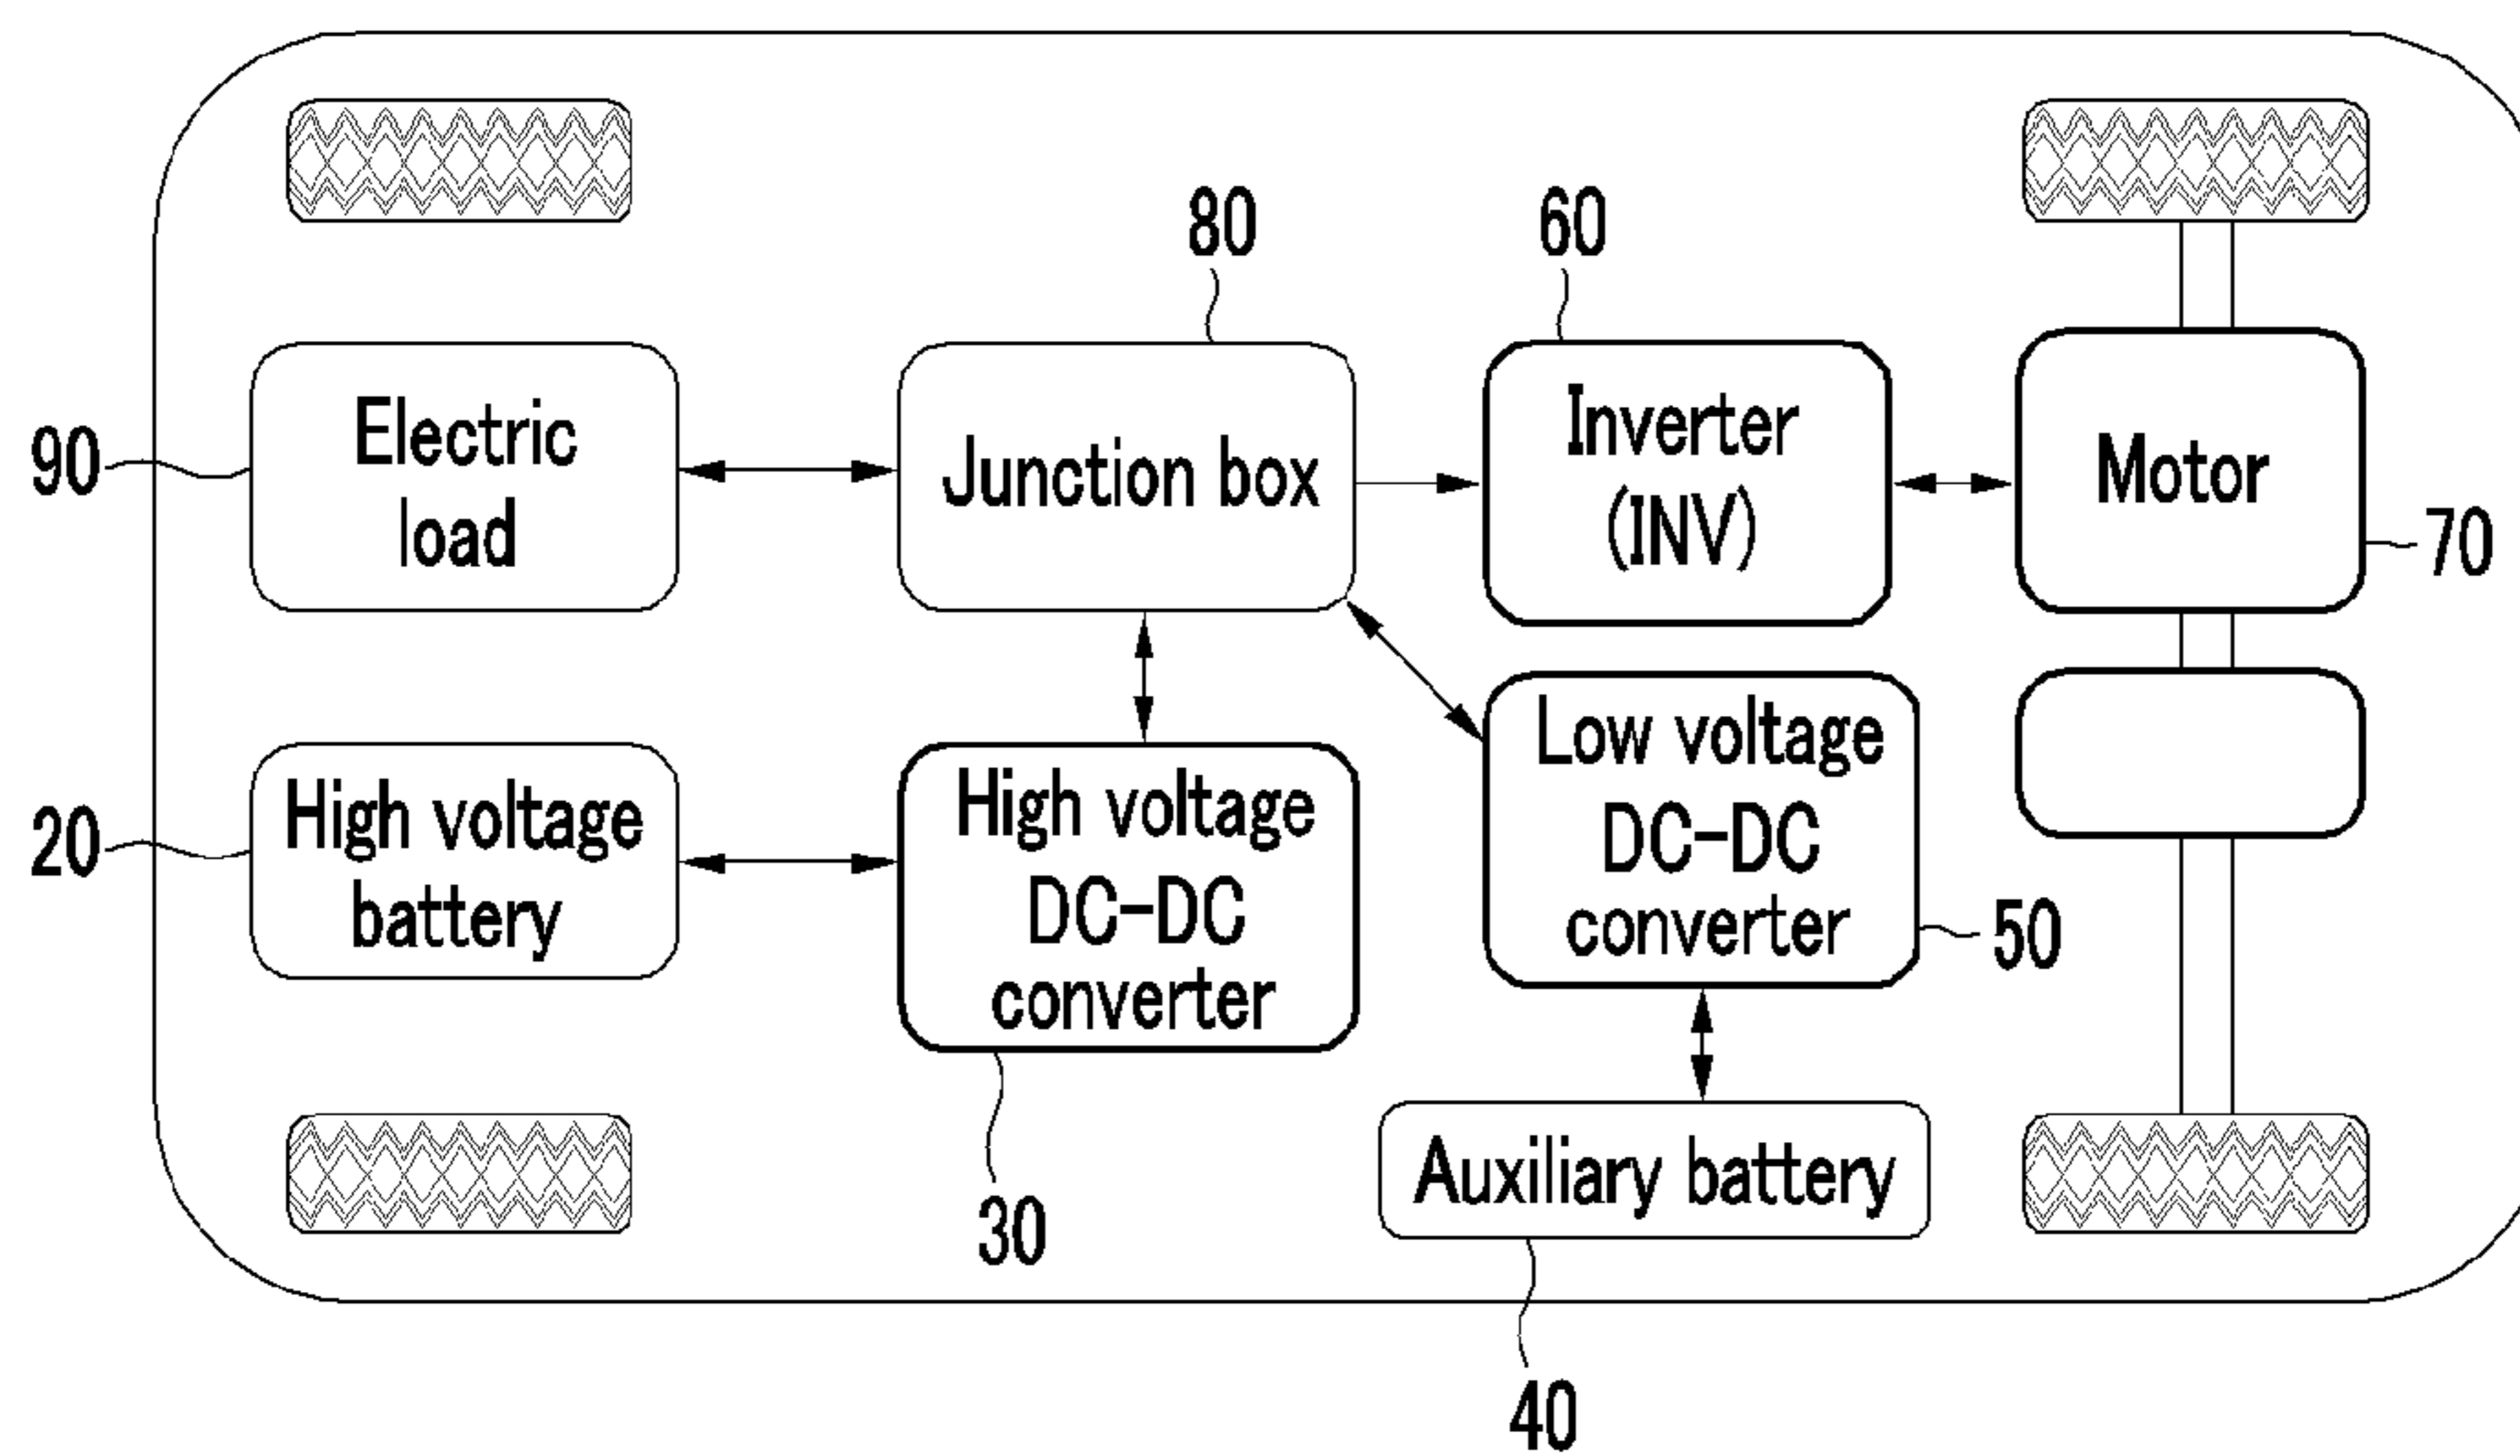 80
60
90
Electric
load
Junction box
Inverter
(INV)
Motor
70
20
High voltage
battery
High voltage
DC-DC
converter
Low voltage
DC-DC
converter
50
30
Auxiliary battery
40